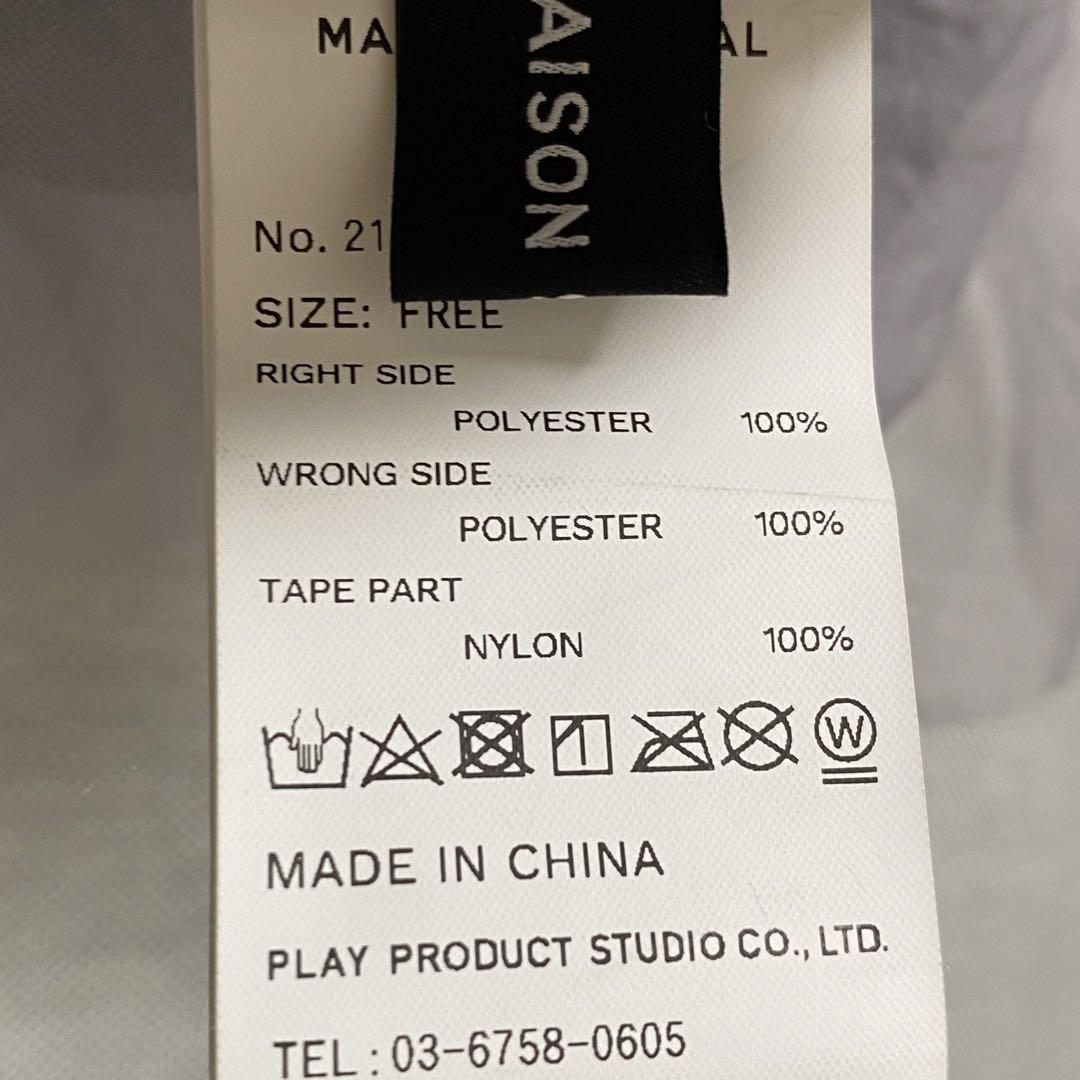 MA
AL
AISON
No. 21
SIZE: FREE
RIGHT SIDE
POLYESTER 100%
WRONG SIDE
POLYESTER 100%
TAPE PART
NYLON 100%
W
MADE IN CHINA
PLAY PRODUCT STUDIO CO., LTD.
TEL : 03-6758-0605